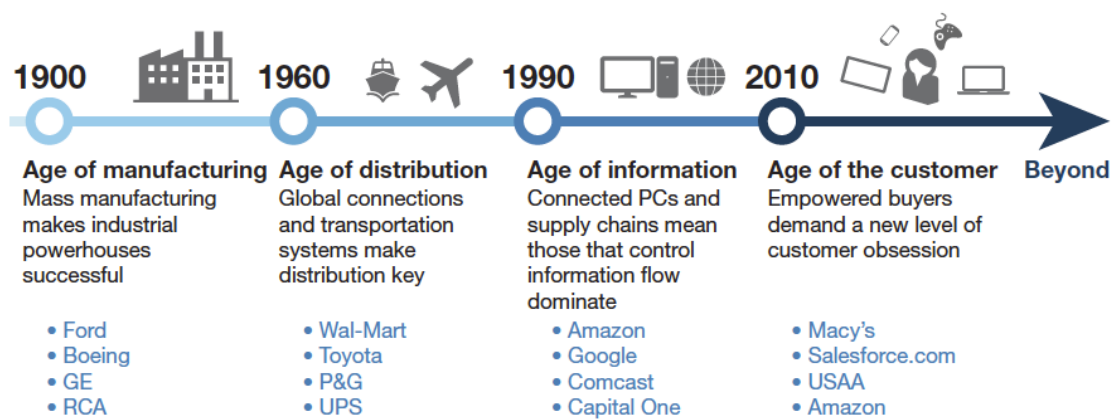 1900
1960
1990
2010
Age of manufacturing
Mass manufacturing
makes industrial
powerhouses
successful
• Ford
• Boeing
• GE
• RCA
Age of distribution
Global connections
and transportation
systems make
distribution key
• Wal-Mart
• Toyota
• P&G
• UPS
Age of information
Connected PCs and
supply chains mean
those that control
information flow
dominate
• Amazon
• Google
• Comcast
• Capital One
Age of the customer
Empowered buyers
demand a new level of
customer obsession
• Macy's
• Salesforce.com
• USAA
• Amazon
Beyond